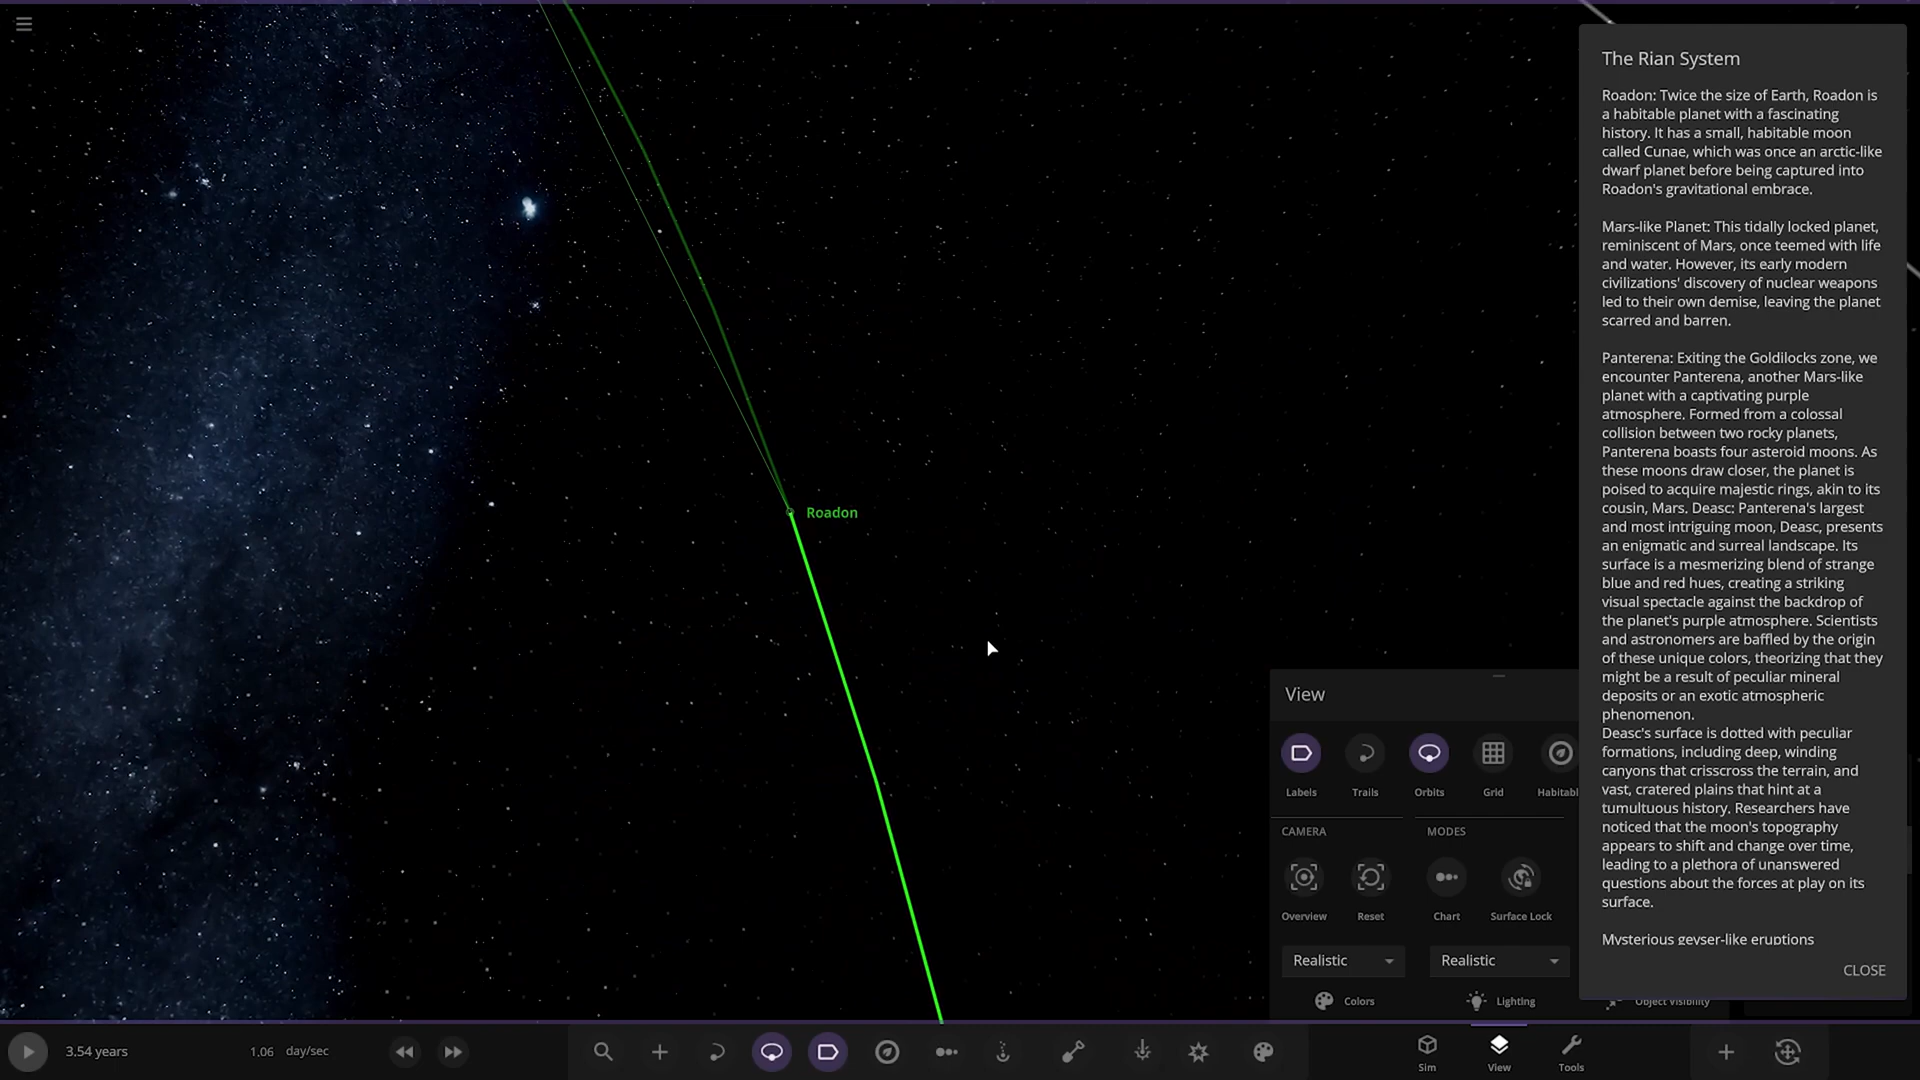 The Rian System
Roadon: Twice the size of Earth, Roadon is
a habitable planet with a fascinating
history. It has a small, habitable moon
called Cunae, which was once an arctic-like
dwarf planet before being captured into
Roadon's gravitational embrace.
Mars-like Planet: This tidally locked planet,
reminiscent of Mars, once teemed with life
and water. However, its early modern
civilizations' discovery of nuclear weapons
led to their own demise, leaving the planet
scarred and barren.
Panterena: Exiting the Goldilocks zone, we
encounter Panterena, another Mars-like
planet with a captivating purple
atmosphere. Formed from a colossal
collision between two rocky planets,
Panterena boasts four asteroid moons. As
these moons draw closer, the planet is
poised to acquire majestic rings, akin to its
cousin, Mars. Deasc: Panterena's largest
and most intriguing moon, Deasc, presents
an enigmatic and surreal landscape. Its
surface is a mesmerizing blend of strange
blue and red hues, creating a striking
visual spectacle against the backdrop of
the planet's purple atmosphere. Scientists
and astronomers are baffled by the origin
of these unique colors, theorizing that they
might be a result of peculiar mineral
deposits or an exotic atmospheric
phenomenon.
Deasc's surface is dotted with peculiar
formations, including deep, winding
canyons that crisscross the terrain, and
vast, cratered plains that hint at a
tumultuous history. Researchers have
noticed that the moon's topography
appears to shift and change over time,
leading to a plethora of unanswered
questions about the forces at play on its
surface.
Mysterious geyser-like eruptions
CLOSE
Roadon
View
Labels Trails Orbits Grid Habitabl
CAMERA MODES
Overview Reset Chart Surface Lock
Realistic Realistic
Colors Lighting Object Visibility
3.54 years 1.06 day/sec
Sim View Tools